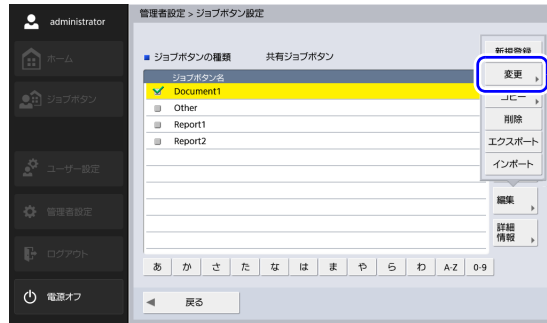 administrator
ホーム
ジョブボタン
ユーザー設定
管理者設定
ログアウト
電源オフ
管理者設定 > ジョブボタン設定
ジョブボタンの種類 共有ジョブボタン
ジョブボタン名
Document1
Other
Report1
Report2
新規登録
変更
コピー
削除
エクスポート
インポート
編集
詳細
情報
あ か さ た な は ま や ら わ A-Z 0-9
戻る